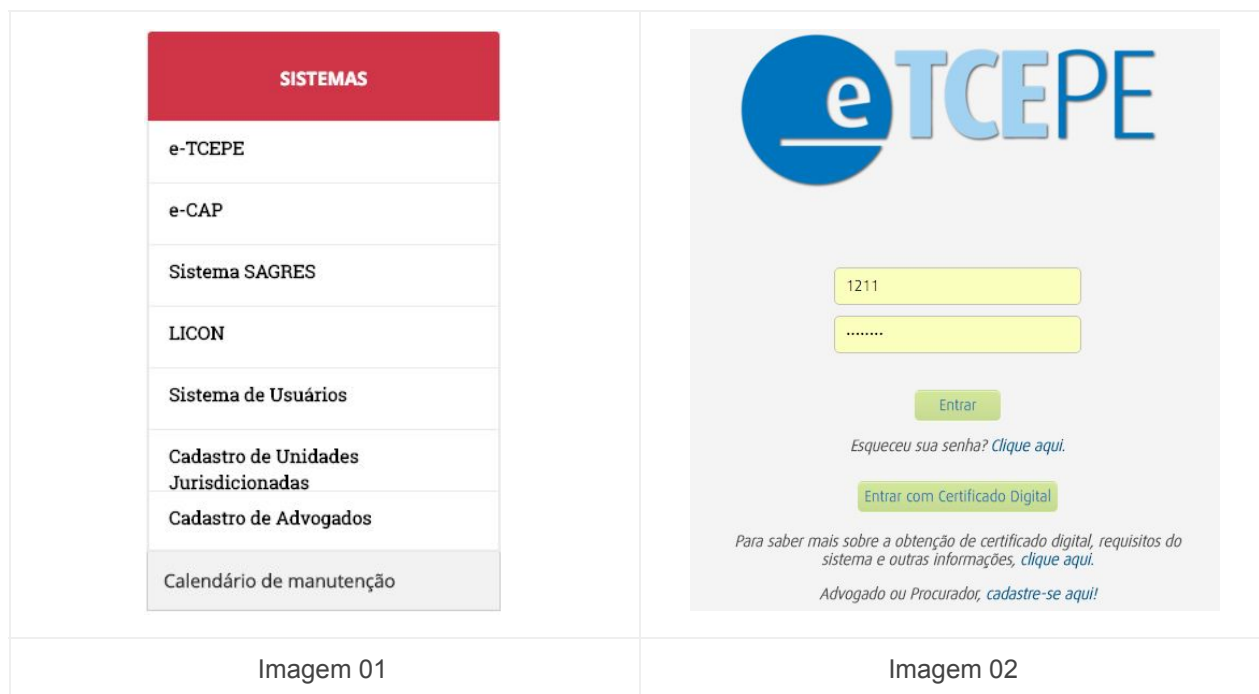 SISTEMAS
e-TCEPE
e-CAP
Sistema SAGRES
LICON
Sistema de Usuários
Cadastro de Unidades
Jurisdicionadas
Cadastro de Advogados
Calendário de manutenção
Imagem 01
eTCEPE
1211
••••••••
Entrar
Esqueceu sua senha? Clique aqui.
Entrar com Certificado Digital
Para saber mais sobre a obtenção de certificado digital, requisitos do
sistema e outras informações, clique aqui.
Advogado ou Procurador, cadastre-se aqui!
Imagem 02